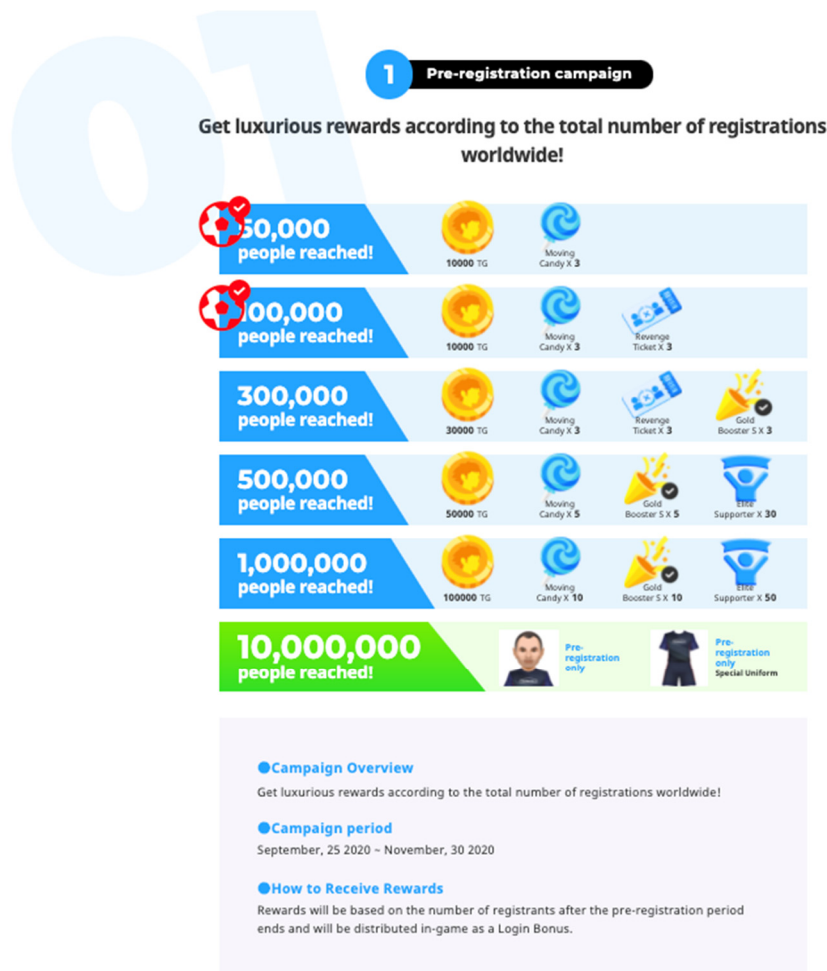 01
1 Pre-registration campaign
Get luxurious rewards according to the total number of registrations
worldwide!
50,000
people reached!
10000 TG
Moving
Candy X 3
100,000
people reached!
10000 TG
Moving
Candy X 3
Revenge
Ticket X 3
300,000
people reached!
30000 TG
Moving
Candy X 3
Revenge
Ticket X 3
Gold
Booster S X 3
500,000
people reached!
50000 TG
Moving
Candy X 5
Gold
Booster S X 5
Elite
Supporter X 30
1,000,000
people reached!
100000 TG
Moving
Candy X 10
Gold
Booster S X 10
Elite
Supporter X 50
10,000,000
people reached!
Pre-
registration
only
Pre-
registration
only
Special Uniform
●Campaign Overview
Get luxurious rewards according to the total number of registrations worldwide!
●Campaign period
September, 25 2020 ~ November, 30 2020
●How to Receive Rewards
Rewards will be based on the number of registrants after the pre-registration period
ends and will be distributed in-game as a Login Bonus.